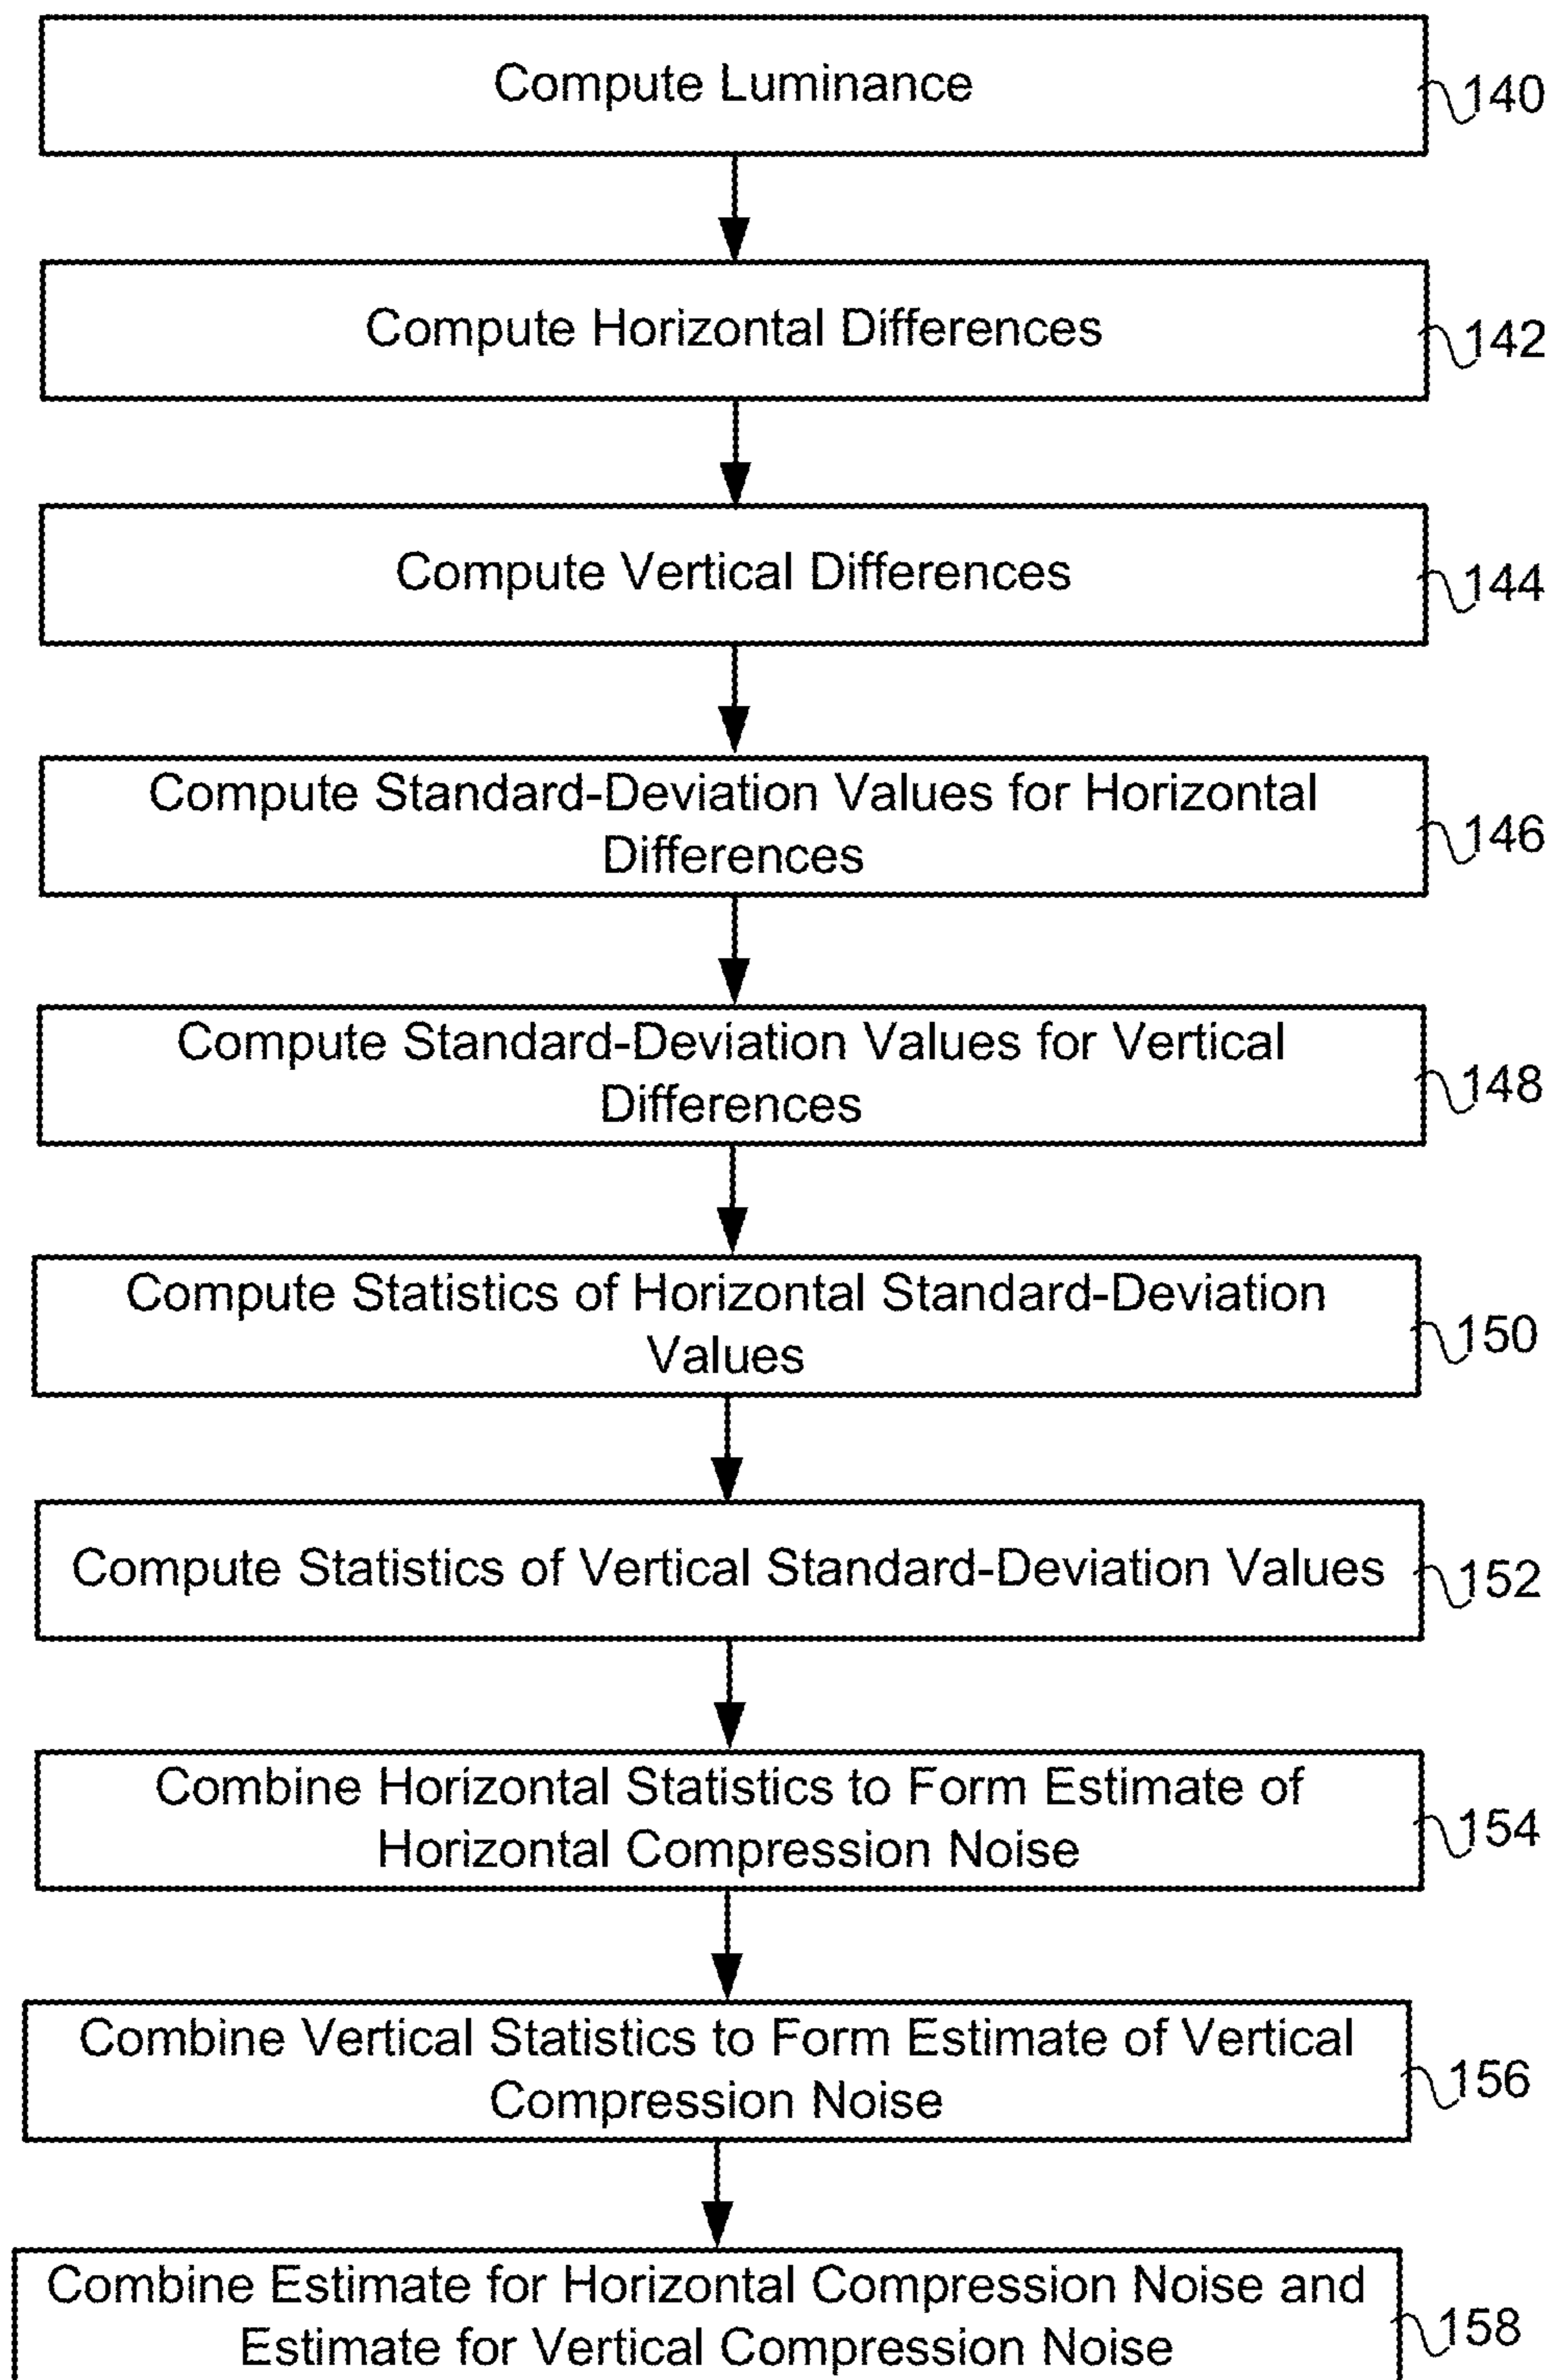 Compute Luminance
140
Compute Horizontal Differences
142
Compute Vertical Differences
144
Compute Standard-Deviation Values for Horizontal
Differences
146
Compute Standard-Deviation Values for Vertical
Differences
148
Compute Statistics of Horizontal Standard-Deviation
Values
150
Compute Statistics of Vertical Standard-Deviation Values
152
Combine Horizontal Statistics to Form Estimate of
Horizontal Compression Noise
154
Combine Vertical Statistics to Form Estimate of Vertical
Compression Noise
156
Combine Estimate for Horizontal Compression Noise and
Estimate for Vertical Compression Noise
158